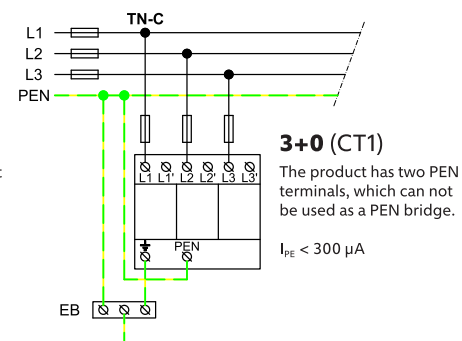 TN-C
L1
L2
L3
PEN
3+0 (CT1)
The product has two PEN
terminals, which can not
be used as a PEN bridge.
I_PE < 300 µA
L1 L1' L2 L2' L3 L3'
PEN
EB